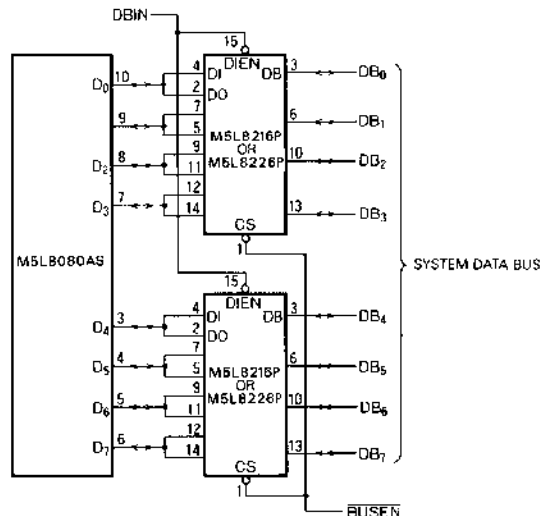 DBIN
15
DIEN
D₀ 10
4 DI
DB 3
DB₀
2 DO
9
7
5
6
DB₁
M5L8216P
OR
M5L8226P
D₂ 8
9
11
10
DB₂
D₃ 7
12
14
13
DB₃
CS
1
M5L8080AS
SYSTEM DATA BUS
15
DIEN
D₄ 3
4 DI
DB 3
DB₄
2 DO
D₅ 4
7
5
6
DB₅
M5L8216P
OR
M5L8226P
D₆ 5
9
11
10
DB₆
D₇ 6
12
14
13
DB₇
CS
1
BUSEN